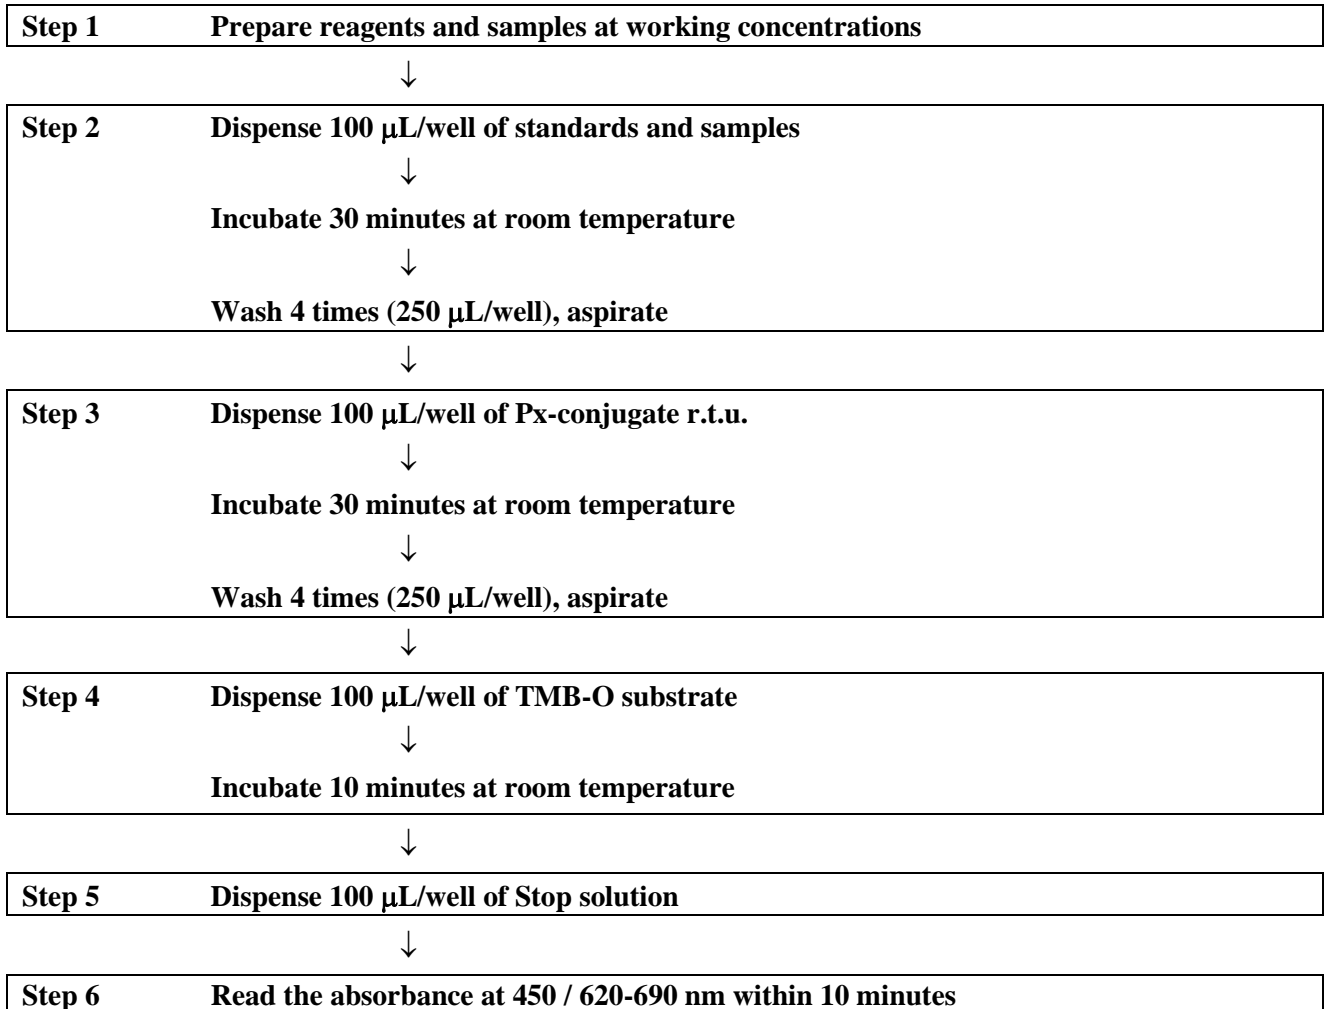 Step 1 Prepare reagents and samples at working concentrations
↓
Step 2 Dispense 100 μL/well of standards and samples
↓
Incubate 30 minutes at room temperature
↓
Wash 4 times (250 μL/well), aspirate
↓
Step 3 Dispense 100 μL/well of Px-conjugate r.t.u.
↓
Incubate 30 minutes at room temperature
↓
Wash 4 times (250 μL/well), aspirate
↓
Step 4 Dispense 100 μL/well of TMB-O substrate
↓
Incubate 10 minutes at room temperature
↓
Step 5 Dispense 100 μL/well of Stop solution
↓
Step 6 Read the absorbance at 450 / 620-690 nm within 10 minutes